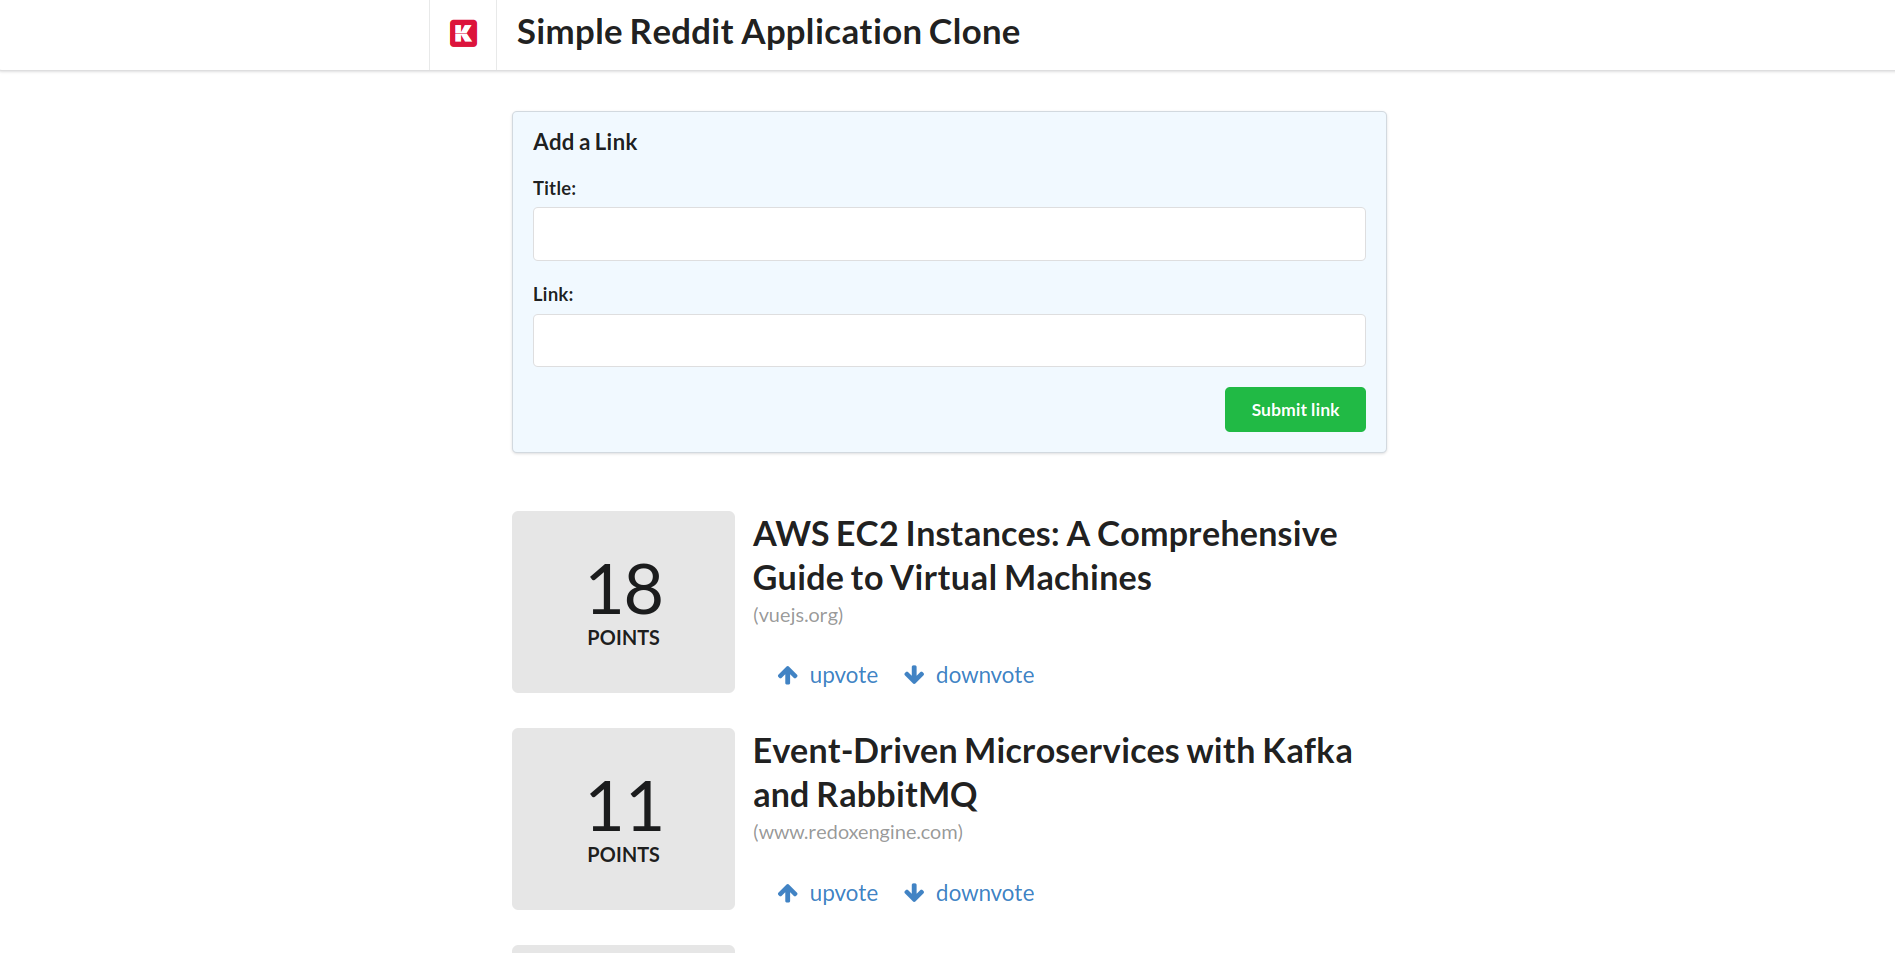 K
Simple Reddit Application Clone
Add a Link
Title:
Link:
Submit link
18
POINTS
AWS EC2 Instances: A Comprehensive
Guide to Virtual Machines
(vuejs.org)
upvote downvote
11
POINTS
Event-Driven Microservices with Kafka
and RabbitMQ
(www.redoxengine.com)
upvote downvote